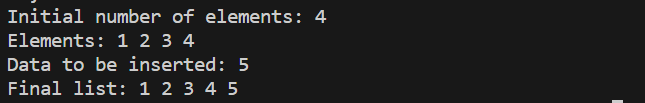 Initial number of elements: 4
Elements: 1 2 3 4
Data to be inserted: 5
Final list: 1 2 3 4 5